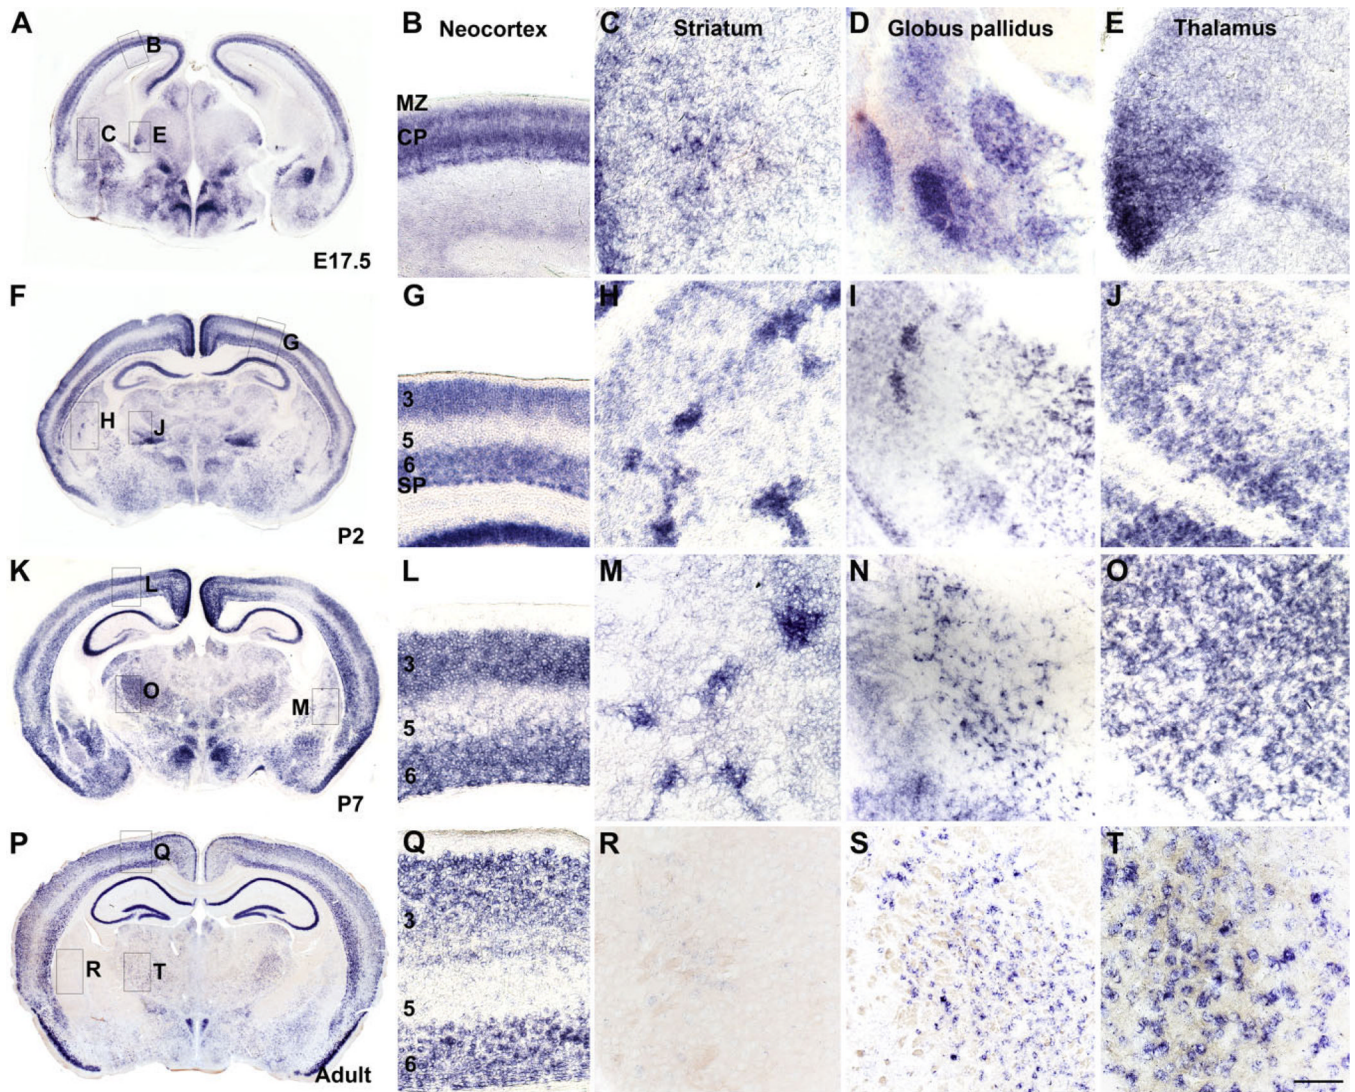 A B Neocortex C Striatum D Globus pallidus E Thalamus
B
MZ
CP
C E
E17.5
F G H I J
G
3
H J
5
6
SP
P2
K L M N O
L
3
O
M
5
6
P7
P Q R S T
Q
3
R T
5
6
Adult